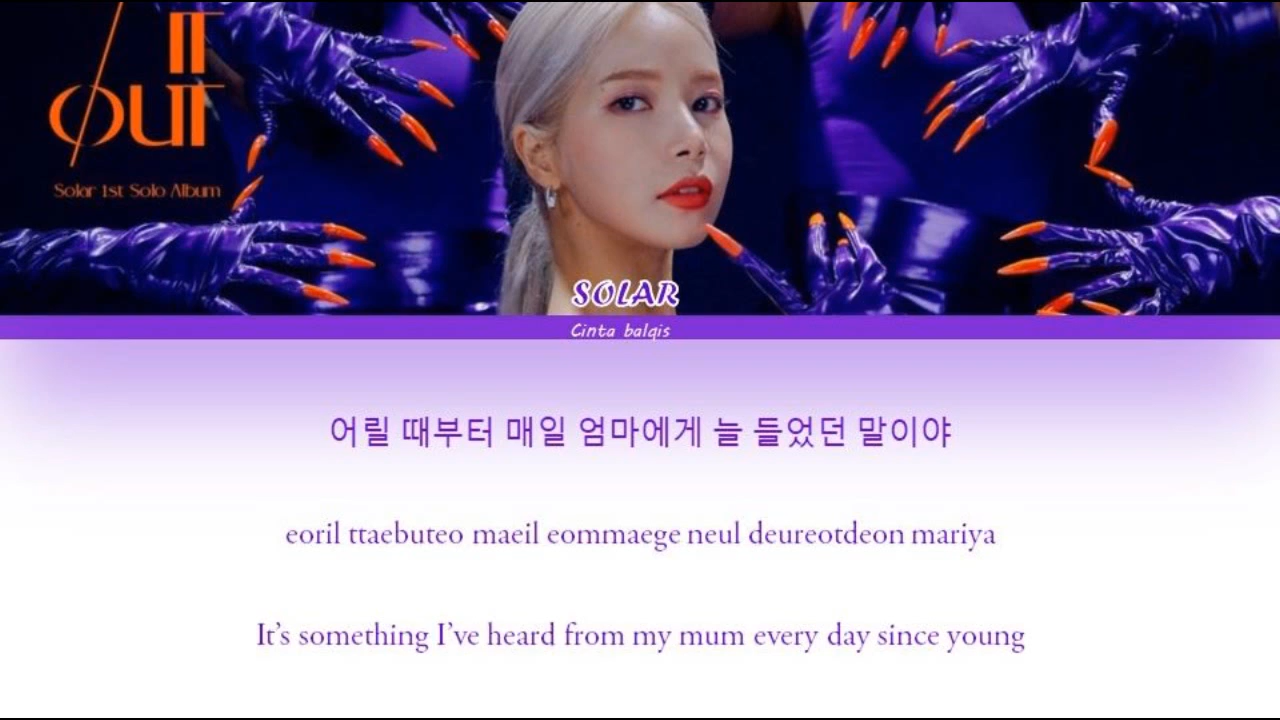 IT
OUT
Solar 1st Solo Album
SOLAR
Cinta balqis
어릴 때부터 매일 엄마에게 늘 들었던 말이야
eoril ttaebuteo maeil eommaege neul deureotdeon mariya
It's something I've heard from my mum every day since young